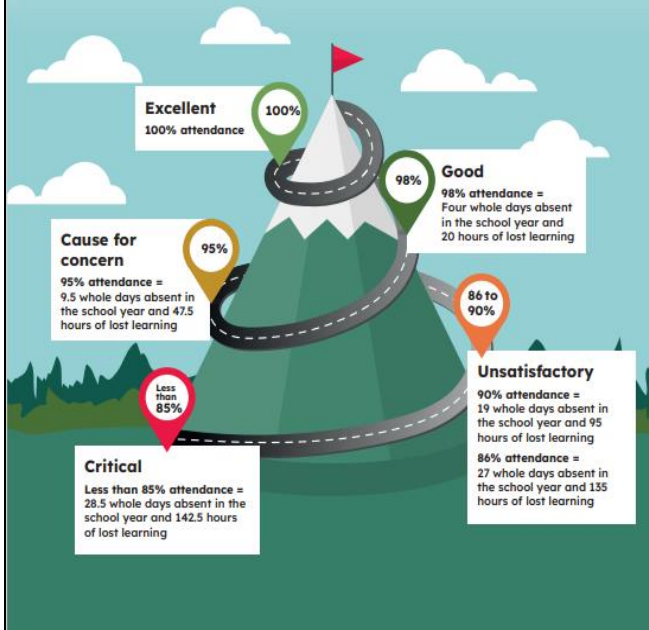 Excellent
100% attendance
100%
98%
Good
98% attendance =
Four whole days absent
in the school year and
20 hours of lost learning
Cause for
concern
95% attendance =
9.5 whole days absent in
the school year and 47.5
hours of lost learning
95%
86 to
90%
Unsatisfactory
90% attendance =
19 whole days absent in
the school year and 95
hours of lost learning
86% attendance =
27 whole days absent in
the school year and 135
hours of lost learning
Less
than
85%
Critical
Less than 85% attendance =
28.5 whole days absent in the
school year and 142.5 hours
of lost learning